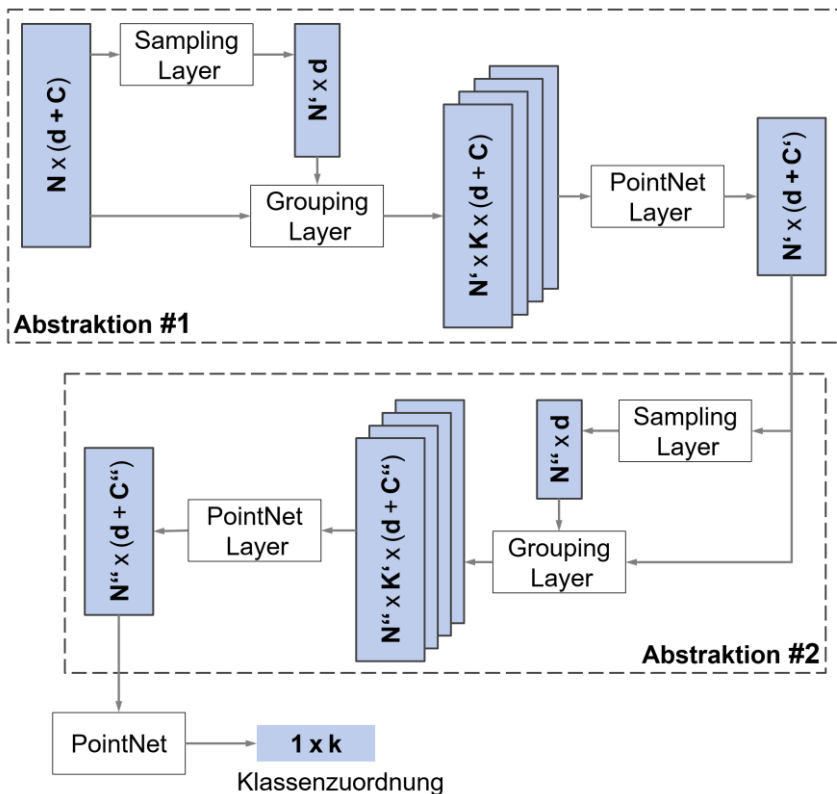 N x (d + C)
Sampling
Layer
N‘ x d
Grouping
Layer
N‘ x K x (d + C)
PointNet
Layer
N‘ x (d + C‘)
Abstraktion #1
Sampling
Layer
N“ x d
Grouping
Layer
N“ x K‘ x (d + C“)
PointNet
Layer
N“ x (d + C“)
Abstraktion #2
PointNet
1 x k
Klassenzuordnung